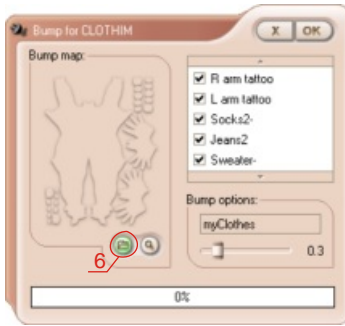 Bump for CLOTHIM
X OK
Bump map:
R arm tattoo
L arm tattoo
Socks2-
Jeans2
Sweater-
Bump options:
myClothes
0.3
6
0%